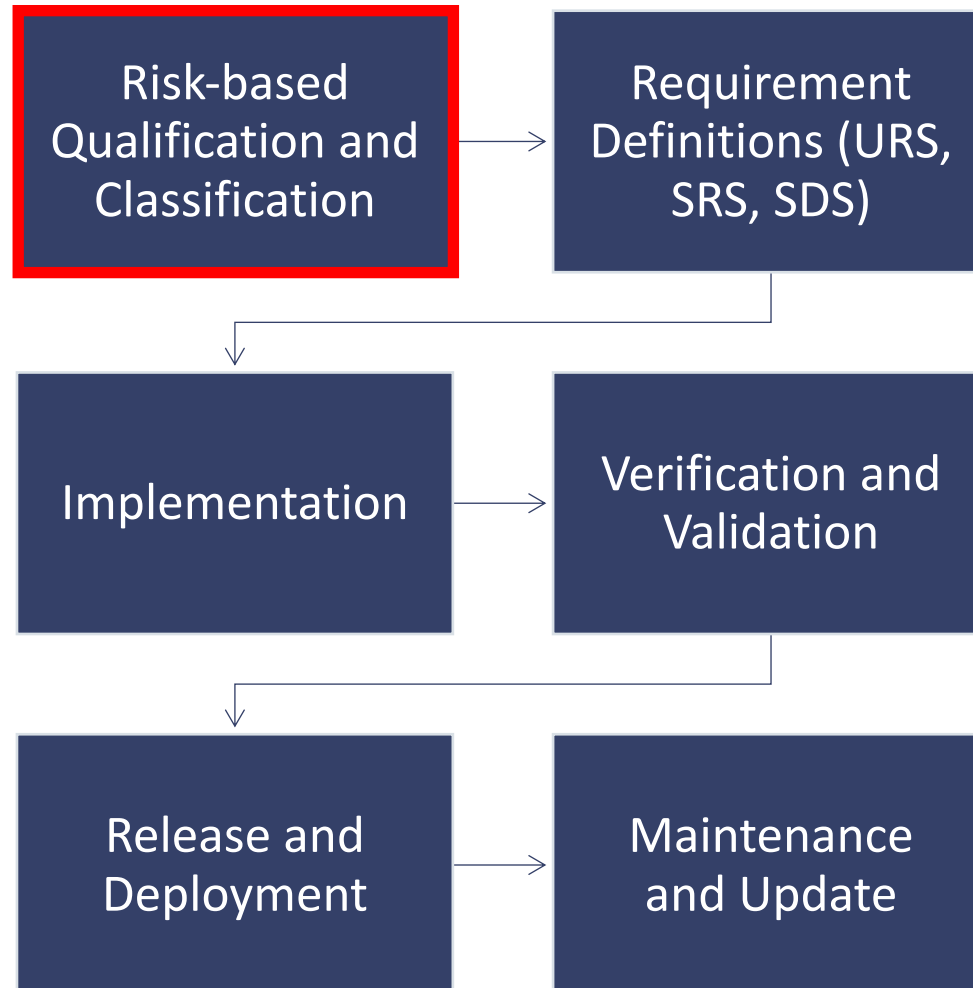 Risk-based
Qualification and
Classification
Requirement
Definitions (URS,
SRS, SDS)
Implementation
Verification and
Validation
Release and
Deployment
Maintenance
and Update